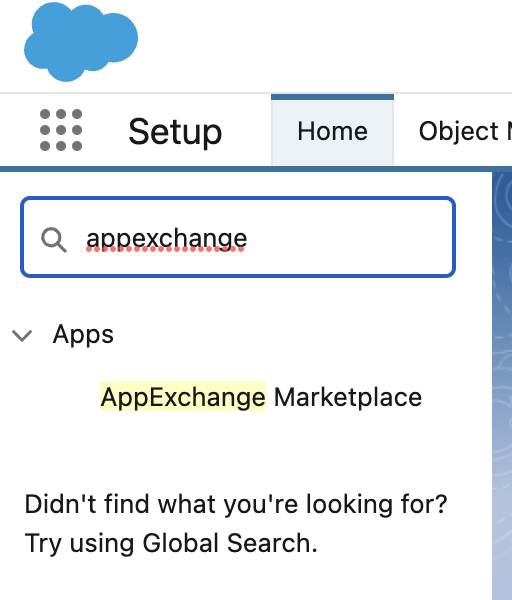 Setup
Home
Object
appexchange
Apps
AppExchange Marketplace
Didn't find what you're looking for?
Try using Global Search.